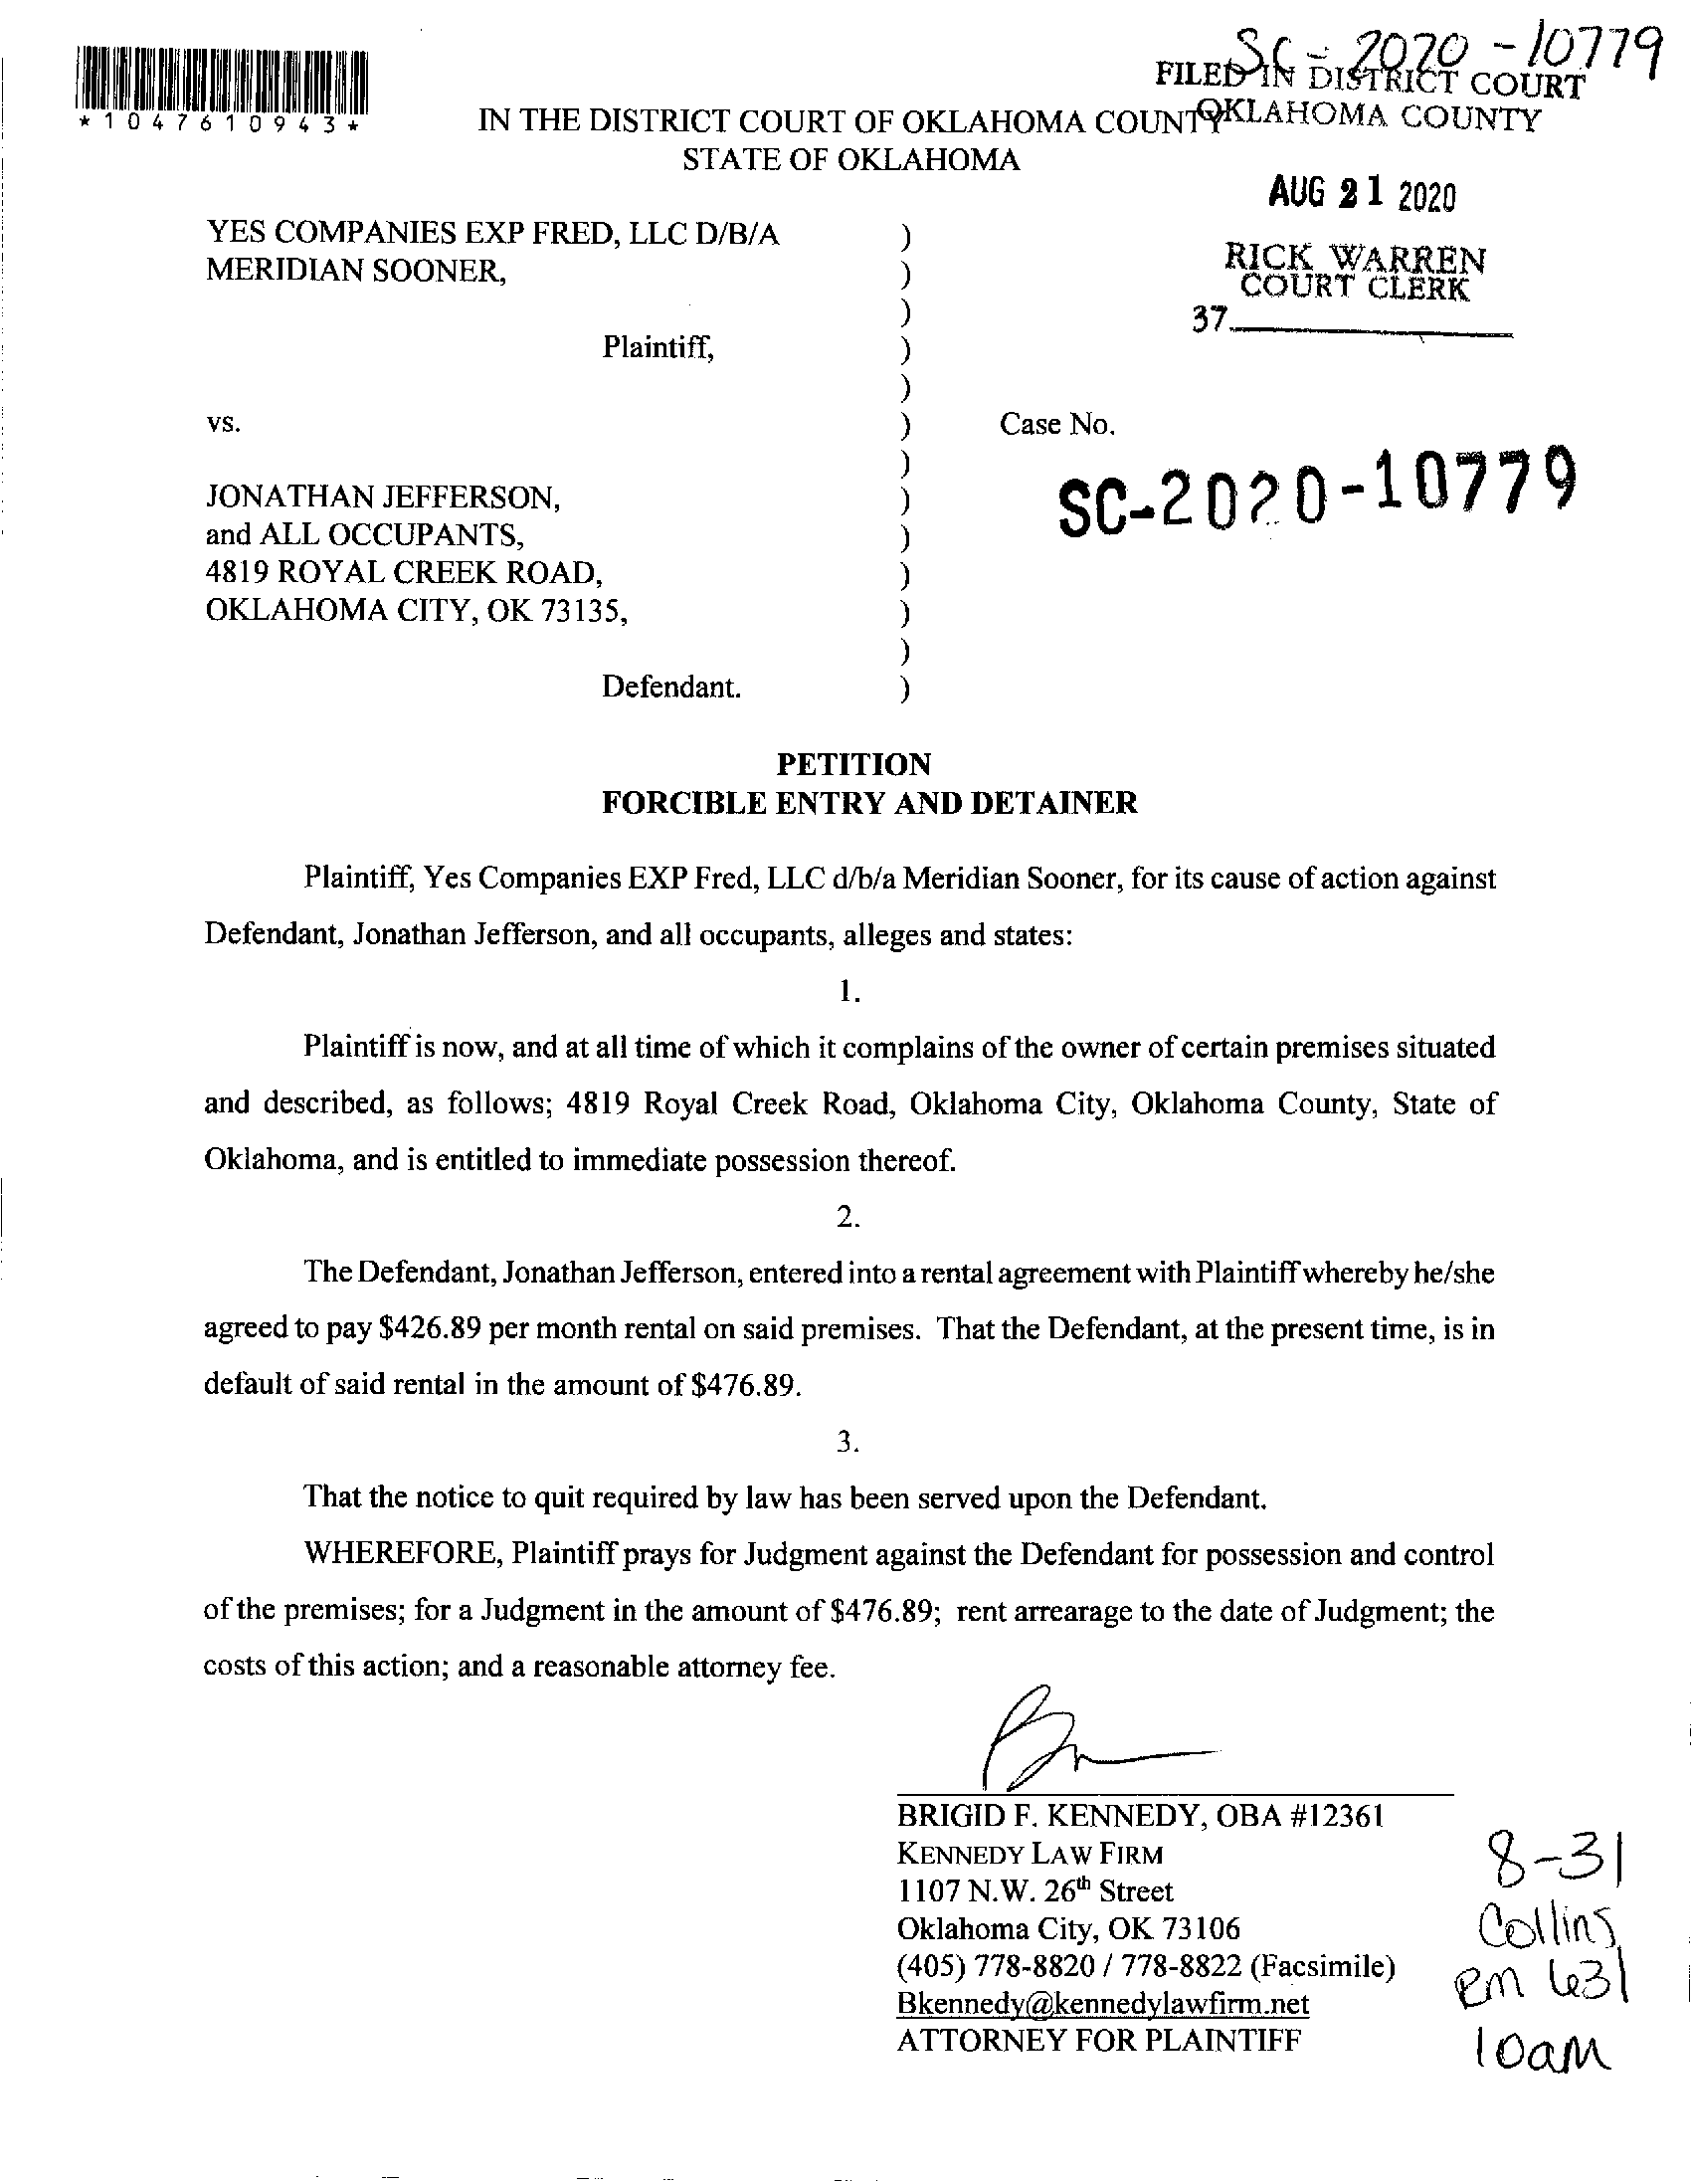 SC-2020-10779
FILED IN DISTRICT COURT
OKLAHOMA COUNTY
*1047610943*
IN THE DISTRICT COURT OF OKLAHOMA COUNTY
STATE OF OKLAHOMA
AUG 21 2020
RICK WARREN
COURT CLERK
37
YES COMPANIES EXP FRED, LLC D/B/A )
MERIDIAN SOONER, )
)
Plaintiff, )
)
vs. ) Case No.
)
SC-2020-10779
JONATHAN JEFFERSON, )
and ALL OCCUPANTS, )
4819 ROYAL CREEK ROAD, )
OKLAHOMA CITY, OK 73135, )
)
Defendant. )
PETITION
FORCIBLE ENTRY AND DETAINER
Plaintiff, Yes Companies EXP Fred, LLC d/b/a Meridian Sooner, for its cause of action against
Defendant, Jonathan Jefferson, and all occupants, alleges and states:
1.
Plaintiff is now, and at all time of which it complains of the owner of certain premises situated
and described, as follows; 4819 Royal Creek Road, Oklahoma City, Oklahoma County, State of
Oklahoma, and is entitled to immediate possession thereof.
2.
The Defendant, Jonathan Jefferson, entered into a rental agreement with Plaintiff whereby he/she
agreed to pay $426.89 per month rental on said premises. That the Defendant, at the present time, is in
default of said rental in the amount of $476.89.
3.
That the notice to quit required by law has been served upon the Defendant.
WHEREFORE, Plaintiff prays for Judgment against the Defendant for possession and control
of the premises; for a Judgment in the amount of $476.89; rent arrearage to the date of Judgment; the
costs of this action; and a reasonable attorney fee.
BRIGID F. KENNEDY, OBA #12361
KENNEDY LAW FIRM
1107 N.W. 26th Street
Oklahoma City, OK 73106
(405) 778-8820 / 778-8822 (Facsimile)
Bkennedy@kennedylawfirm.net
ATTORNEY FOR PLAINTIFF
8-31
Collins
Rm 631
10am